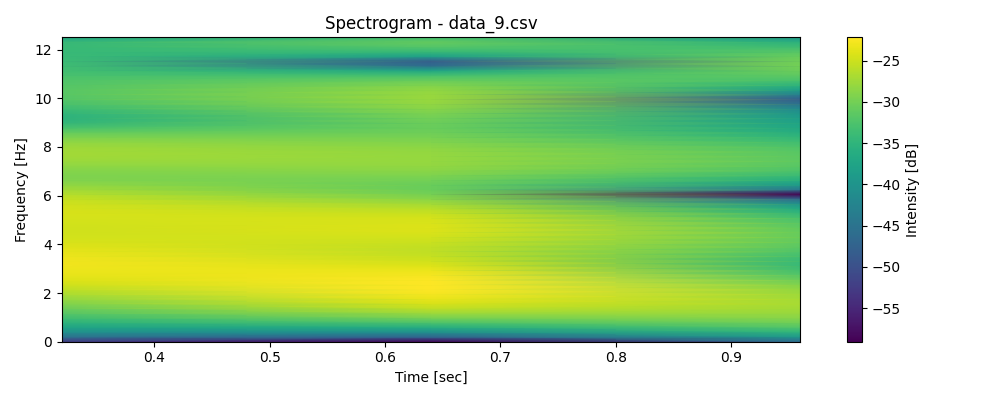 Spectrogram - data_9.csv
12
10
8
6
4
2
0
Frequency [Hz]
0.4 0.5 0.6 0.7 0.8 0.9
Time [sec]
−25
−30
−35
−40
−45
−50
−55
Intensity [dB]